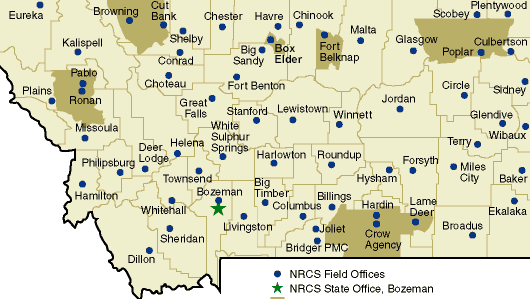 Eureka
Browning
Cut
Bank
Shelby
Chester
Havre
Chinook
Malta
Scobey
Plentywood
Kalispell
Conrad
Big
Sandy
Box
Elder
Fort
Belknap
Glasgow
Poplar
Culbertson
Pablo
Ronan
Plains
Choteau
Fort Benton
Circle
Sidney
Great
Falls
Stanford
Lewistown
Winnett
Jordan
Glendive
Wibaux
Missoula
White
Sulphur
Springs
Helena
Deer
Lodge
Philipsburg
Harlowton
Roundup
Terry
Forsyth
Miles
City
Hysham
Baker
Townsend
Hamilton
Bozeman
Big
Timber
Billings
Hardin
Lame
Deer
Ekalaka
Whitehall
Columbus
Livingston
Joliet
Crow
Agency
Broadus
Sheridan
Bridger PMC
Dillon
NRCS Field Offices
NRCS State Office, Bozeman